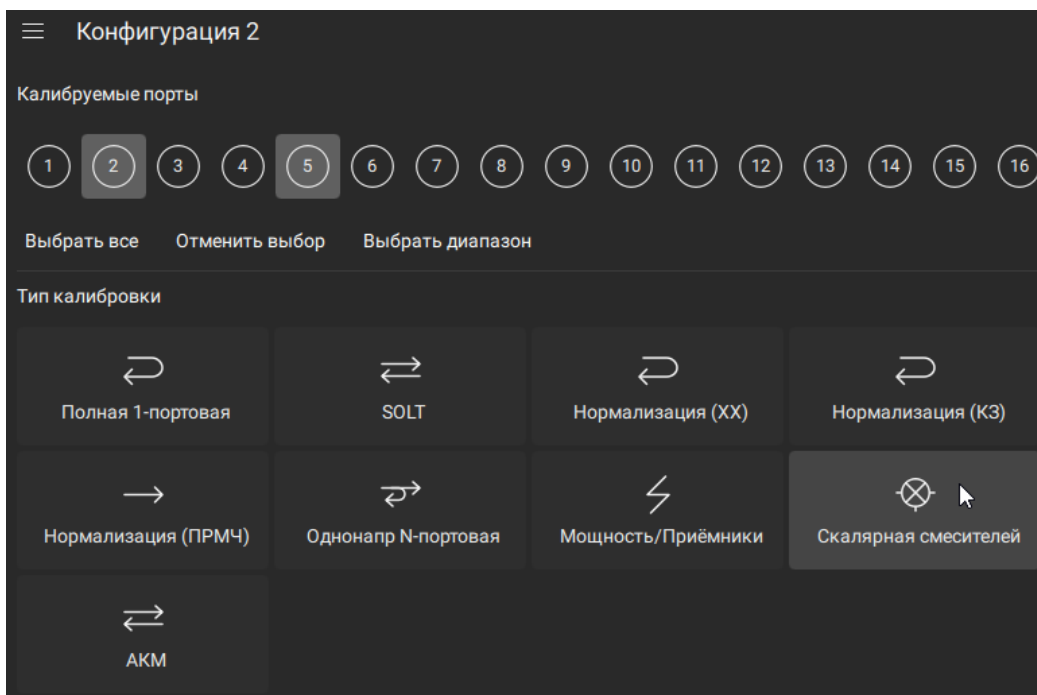 Конфигурация 2
Калибруемые порты
1 2 3 4 5 6 7 8 9 10 11 12 13 14 15 16
Выбрать все Отменить выбор Выбрать диапазон
Тип калибровки
Полная 1-портовая SOLT Нормализация (ХХ) Нормализация (КЗ)
Нормализация (ПРМЧ) Однонапр N-портовая Мощность/Приёмники Скалярная смесителей
АКМ